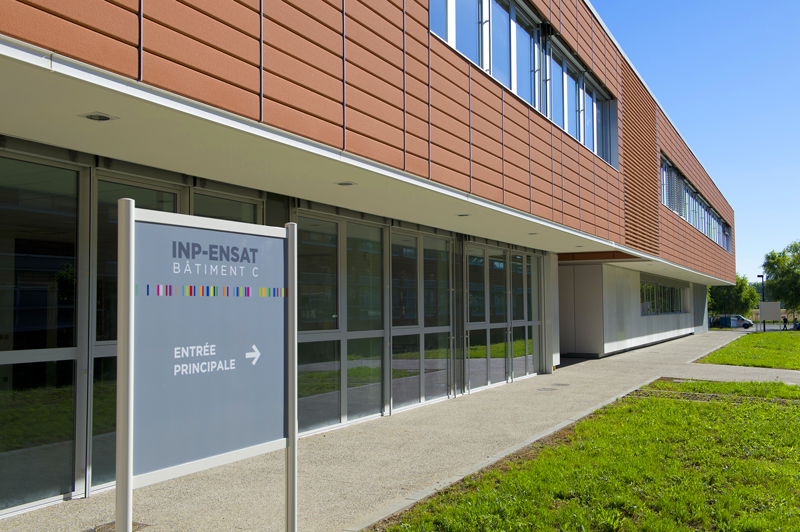 INP-ENSAT
BÂTIMENT C
ENTRÉE
PRINCIPALE